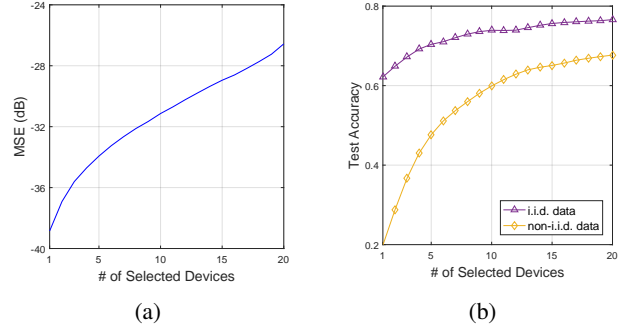 -24
-28
-32
-36
-40
MSE (dB)
1 5 10 15 20
# of Selected Devices
(a)
0.8
0.6
0.4
0.2
Test Accuracy
i.i.d. data
non-i.i.d. data
1 5 10 15 20
# of Selected Devices
(b)